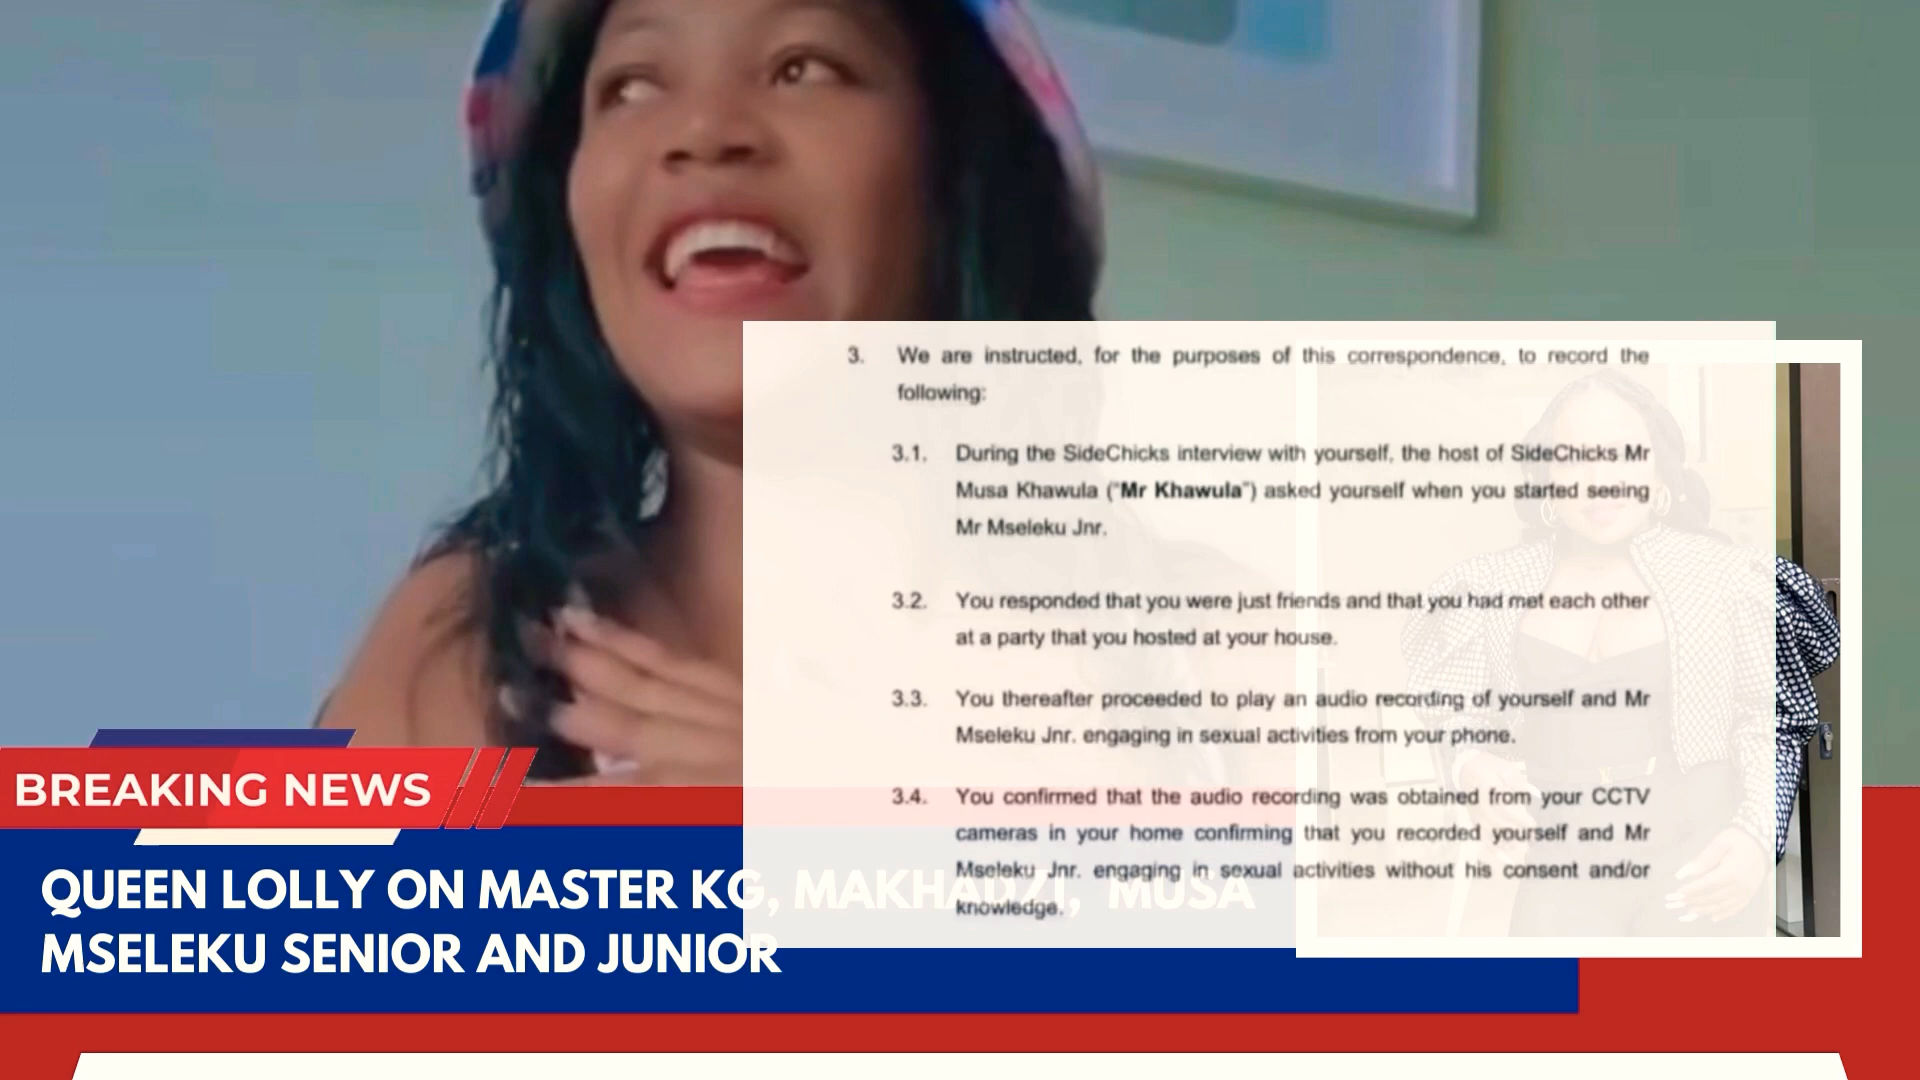 3. We are instructed, for the purposes of this correspondence, to record the
following:
3.1. During the SideChicks interview with yourself, the host of SideChicks Mr
Musa Khawula ("Mr Khawula") asked yourself when you started seeing
Mr Mseleku Jnr.
3.2. You responded that you were just friends and that you had met each other
at a party that you hosted at your house.
3.3. You thereafter proceeded to play an audio recording of yourself and Mr
Mseleku Jnr. engaging in sexual activities from your phone.
3.4. You confirmed that the audio recording was obtained from your CCTV
cameras in your home confirming that you recorded yourself and Mr
Mseleku Jnr. engaging in sexual activities without his consent and/or
knowledge.
BREAKING NEWS
QUEEN LOLLY ON MASTER KG, MAKHADZI, MUSA
MSELEKU SENIOR AND JUNIOR